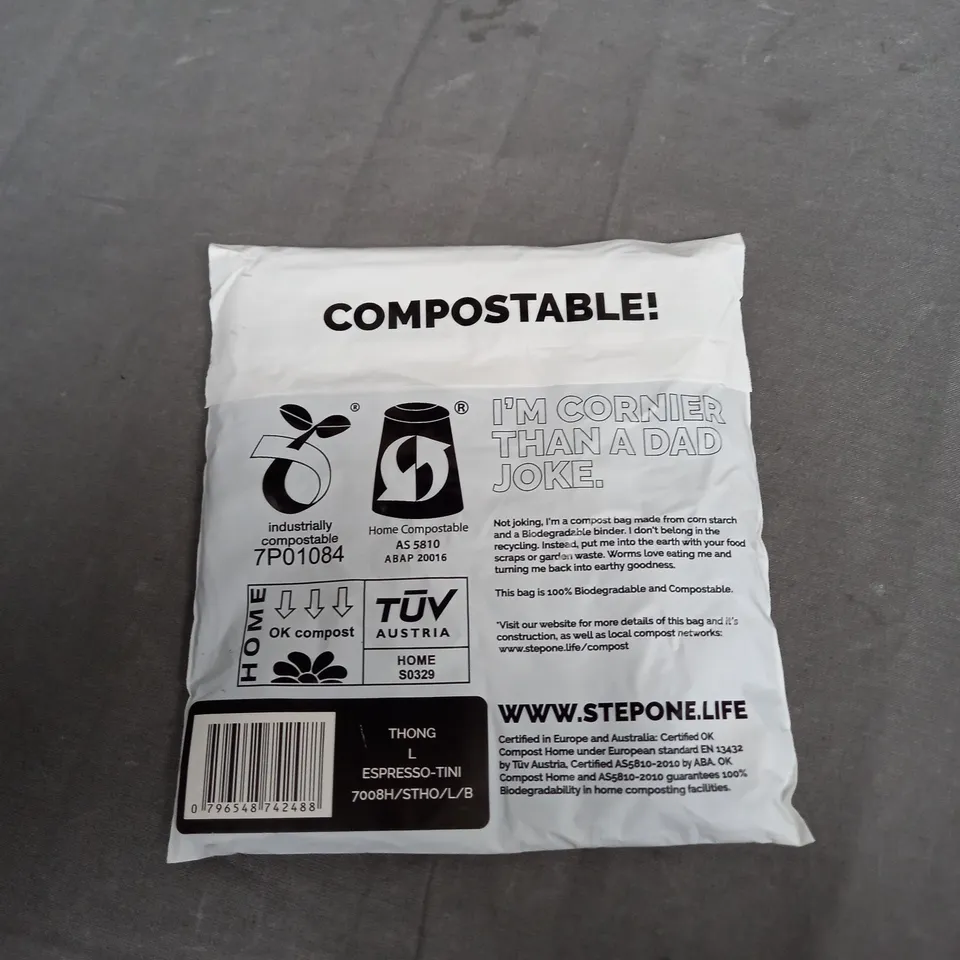 COMPOSTABLE!
®
industrially
compostable
7P01084
®
Home Compostable
AS 5810
ABAP 20016
HOME
OK compost
TÜV
AUSTRIA
HOME
S0329
I'M CORNIER
THAN A DAD
JOKE.
Not joking, I'm a compost bag made from corn starch
and a Biodegradable binder. I don't belong in the
recycling. Instead, put me into the earth with your food
scraps or garden waste. Worms love eating me and
turning me back into earthy goodness.
This bag is 100% Biodegradable and Compostable.
*Visit our website for more details of this bag and it's
construction, as well as local compost networks:
www.stepone.life/compost
WWW.STEPONE.LIFE
Certified in Europe and Australia: Certified OK
Compost Home under European standard EN 13432
by Tüv Austria, Certified AS5810-2010 by ABA. OK
Compost Home and AS5810-2010 guarantees 100%
Biodegradability in home composting facilities.
THONG
L
ESPRESSO-TINI
7008H/STHO/L/B
0 796548 742488